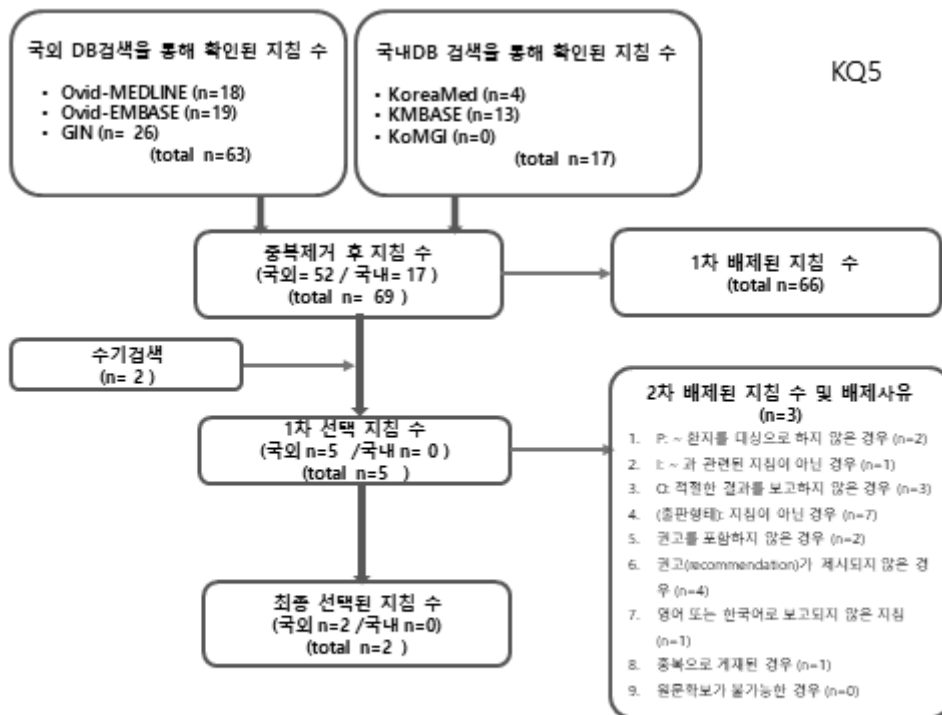 국외 DB검색을 통해 확인된 지침 수
• Ovid-MEDLINE (n=18)
• Ovid-EMBASE (n=19)
• GIN (n= 26)
(total n=63)
국내DB 검색을 통해 확인된 지침 수
• KoreaMed (n=4)
• KMBASE (n=13)
• KoMGI (n=0)
(total n=17)
KQ5
중복제거 후 지침 수
(국외= 52 / 국내= 17 )
(total n= 69 )
1차 배제된 지침 수
(total n=66)
수기검색
(n= 2 )
1차 선택 지침 수
(국외 n=5 /국내 n= 0 )
(total n=5 )
2차 배제된 지침 수 및 배제사유
(n=3)
1. P: ~ 환자를 대상으로 하지 않은 경우 (n=2)
2. I: ~ 과 관련된 지침이 아닌 경우 (n=1)
3. O: 적절한 결과를 보고하지 않은 경우 (n=3)
4. (출판형태): 지침이 아닌 경우 (n=7)
5. 권고를 포함하지 않은 경우 (n=2)
6. 권고(recommendation)가 제시되지 않은 경
우 (n=4)
7. 영어 또는 한국어로 보고되지 않은 지침
(n=1)
8. 중복으로 게재된 경우 (n=1)
9. 원문확보가 불가능한 경우 (n=0)
최종 선택된 지침 수
(국외 n=2 /국내 n=0)
(total n=2 )